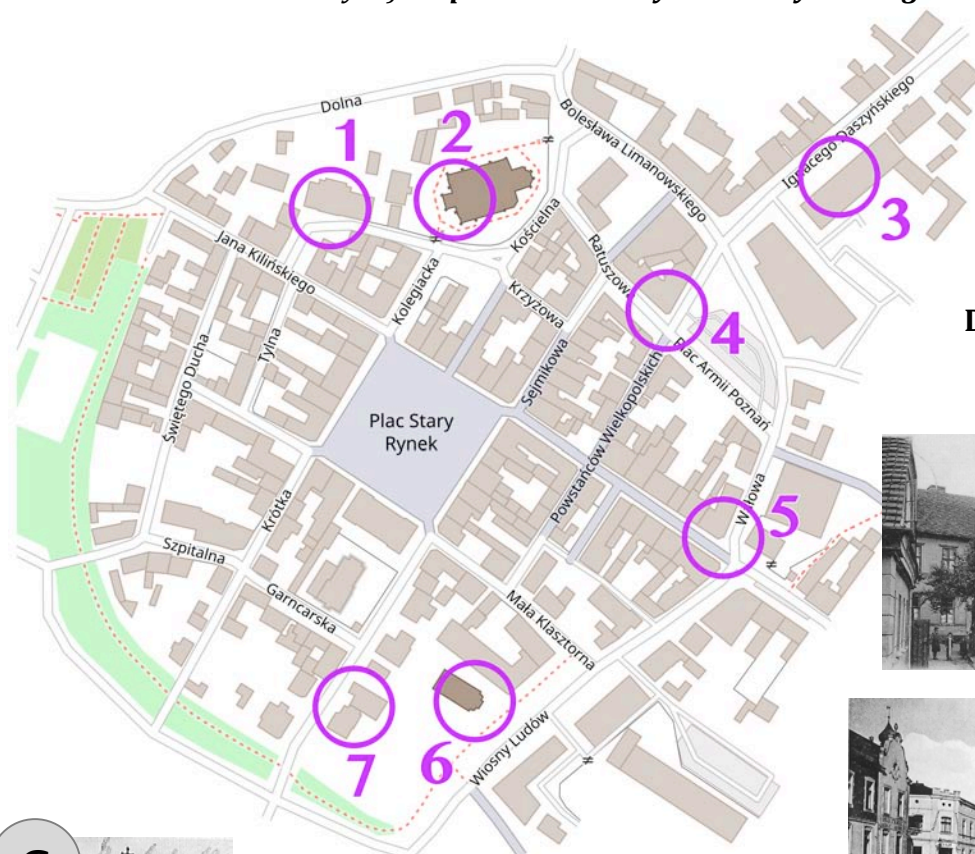 Dolna
1
2
Bolesława Limanowskiego
Ignacego Daszyńskiego
3
Jana Kilińskiego
Kolegiacka
Kościelna
Ratuszowa
Krzyżowa
4
Plac Armii Poznań
Świętego Ducha
Tylna
Sejmikowa
Plac Stary
Rynek
Powstańców Wielkopolskich
Krótka
Wałowa
5
Szpitalna
Garncarska
Mała Klasztorna
7
6
Wiosny Ludów